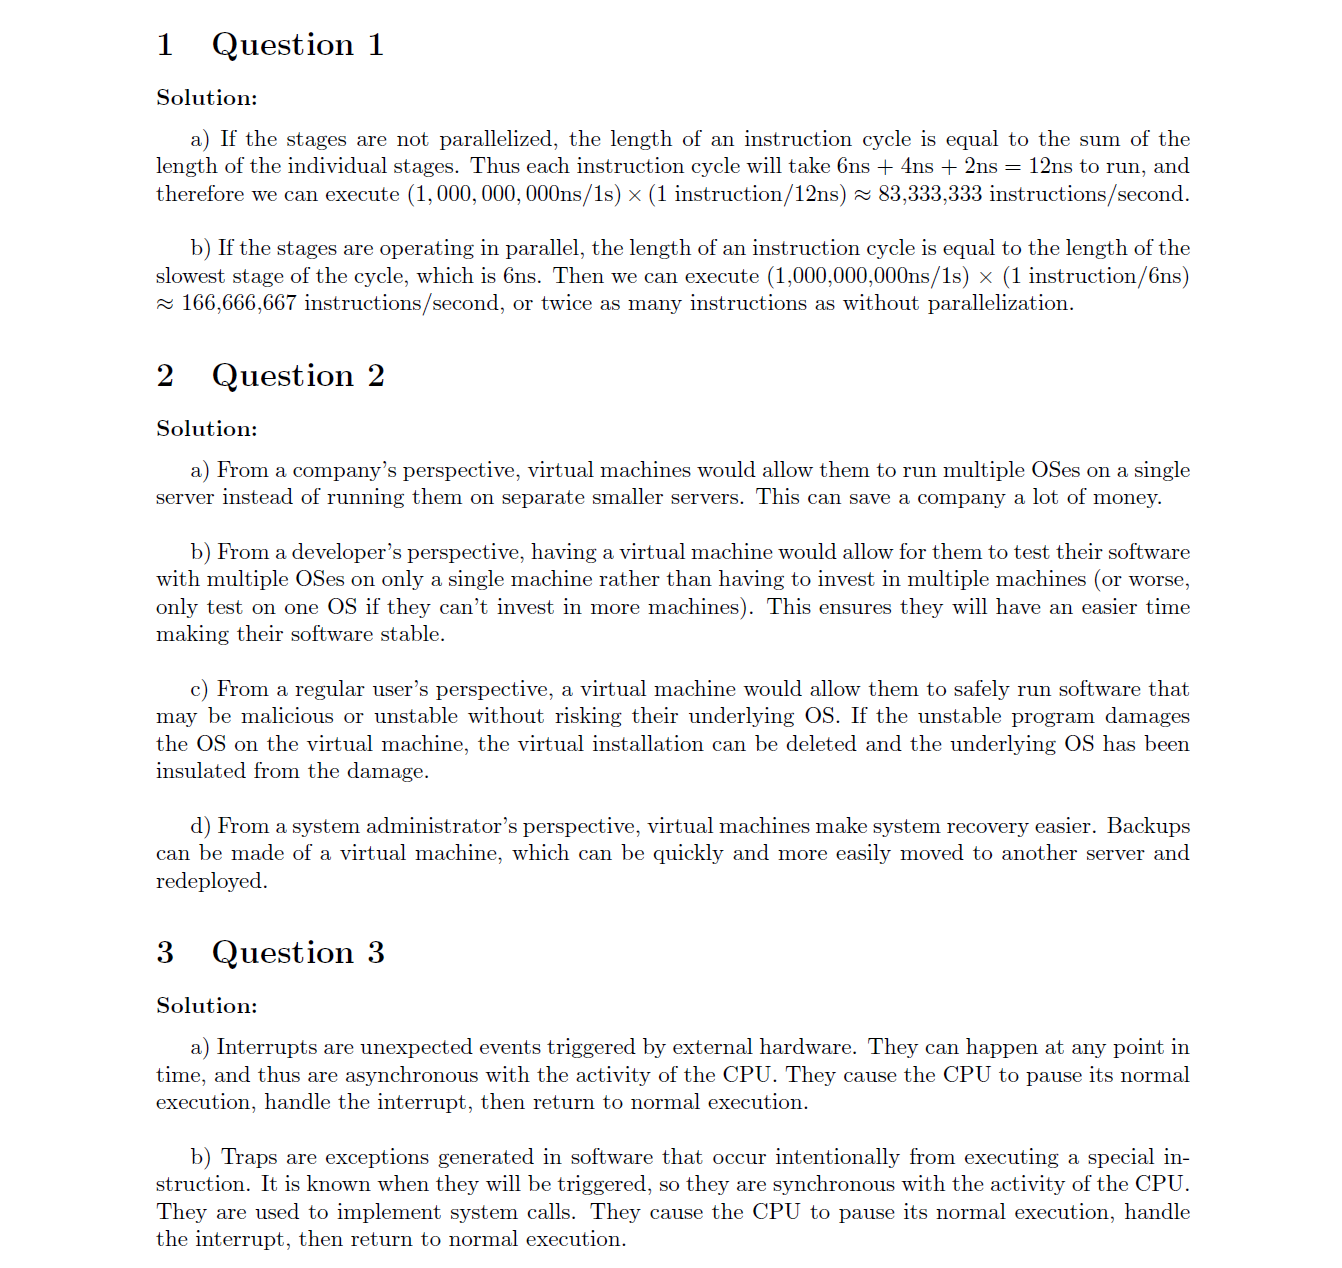 1 Question 1
Solution:
a) If the stages are not parallelized, the length of an instruction cycle is equal to the sum of the
length of the individual stages. Thus each instruction cycle will take 6ns + 4ns + 2ns = 12ns to run, and
therefore we can execute (1,000,000,000ns/1s) × (1 instruction/12ns) ≈ 83,333,333 instructions/second.
b) If the stages are operating in parallel, the length of an instruction cycle is equal to the length of the
slowest stage of the cycle, which is 6ns. Then we can execute (1,000,000,000ns/1s) × (1 instruction/6ns)
≈ 166,666,667 instructions/second, or twice as many instructions as without parallelization.
2 Question 2
Solution:
a) From a company's perspective, virtual machines would allow them to run multiple OSes on a single
server instead of running them on separate smaller servers. This can save a company a lot of money.
b) From a developer's perspective, having a virtual machine would allow for them to test their software
with multiple OSes on only a single machine rather than having to invest in multiple machines (or worse,
only test on one OS if they can't invest in more machines). This ensures they will have an easier time
making their software stable.
c) From a regular user's perspective, a virtual machine would allow them to safely run software that
may be malicious or unstable without risking their underlying OS. If the unstable program damages
the OS on the virtual machine, the virtual installation can be deleted and the underlying OS has been
insulated from the damage.
d) From a system administrator's perspective, virtual machines make system recovery easier. Backups
can be made of a virtual machine, which can be quickly and more easily moved to another server and
redeployed.
3 Question 3
Solution:
a) Interrupts are unexpected events triggered by external hardware. They can happen at any point in
time, and thus are asynchronous with the activity of the CPU. They cause the CPU to pause its normal
execution, handle the interrupt, then return to normal execution.
b) Traps are exceptions generated in software that occur intentionally from executing a special in-
struction. It is known when they will be triggered, so they are synchronous with the activity of the CPU.
They are used to implement system calls. They cause the CPU to pause its normal execution, handle
the interrupt, then return to normal execution.